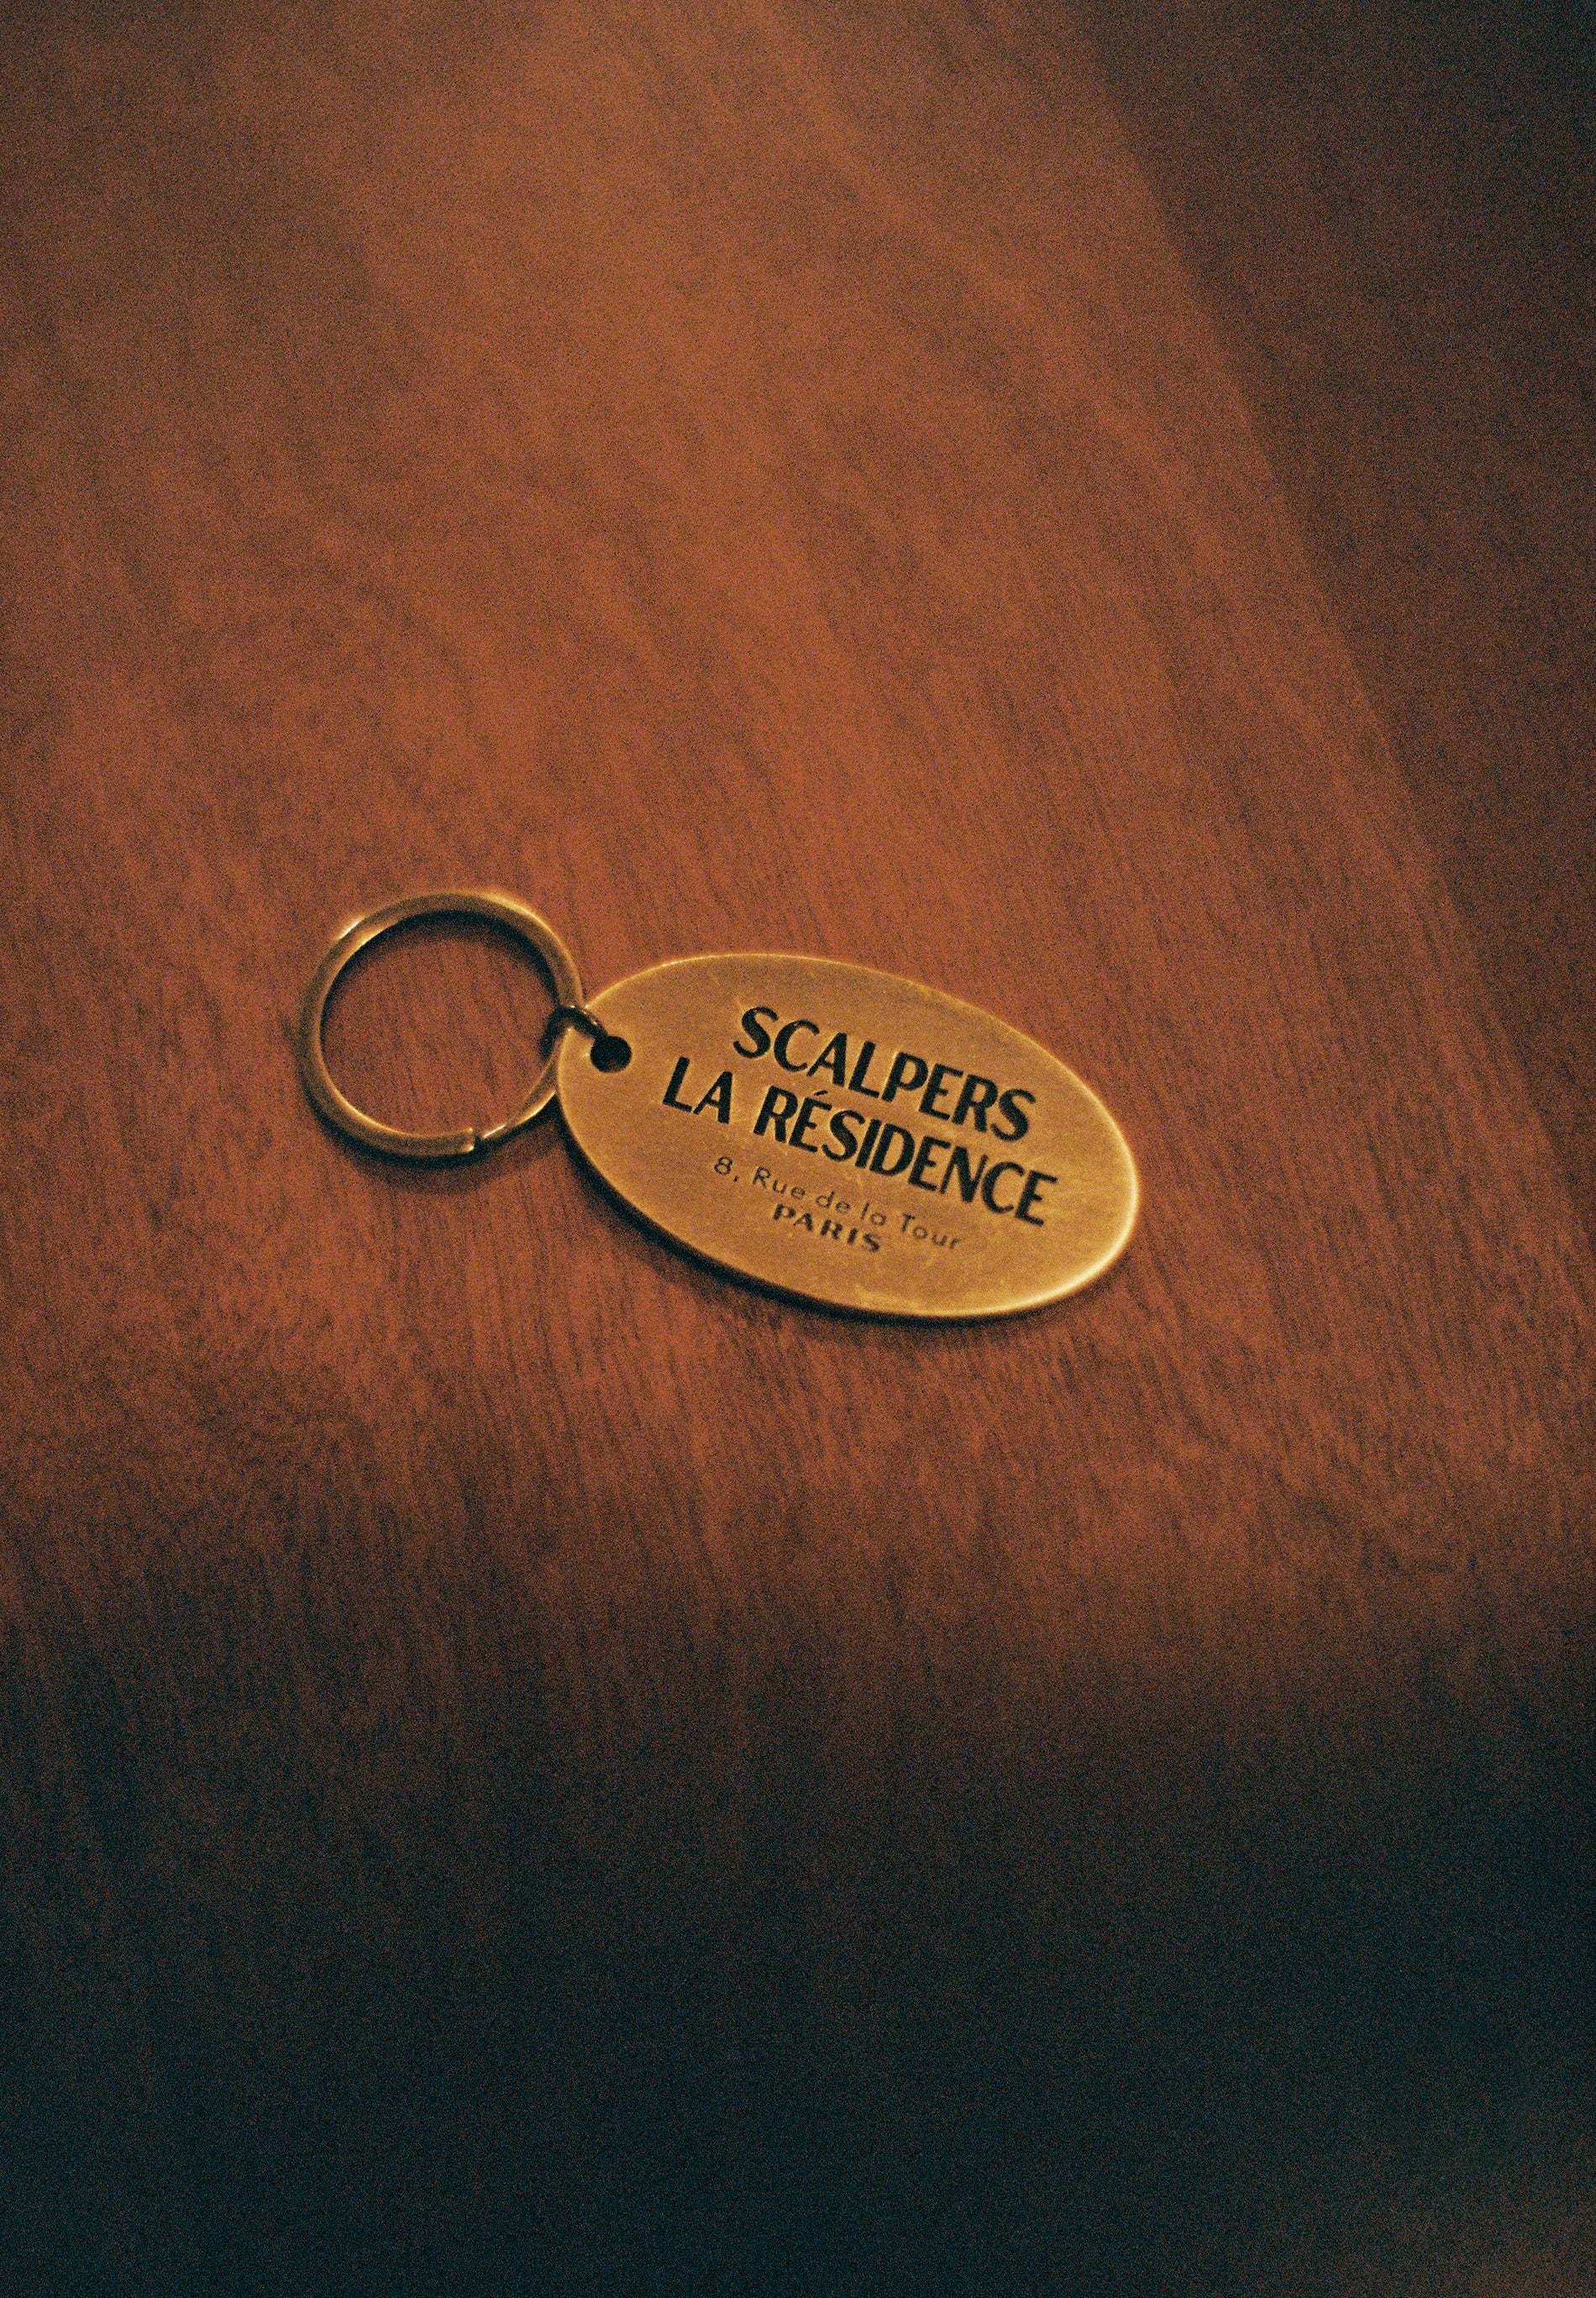 SCALPERS
LA RÉSIDENCE
8, Rue de la Tour
PARIS